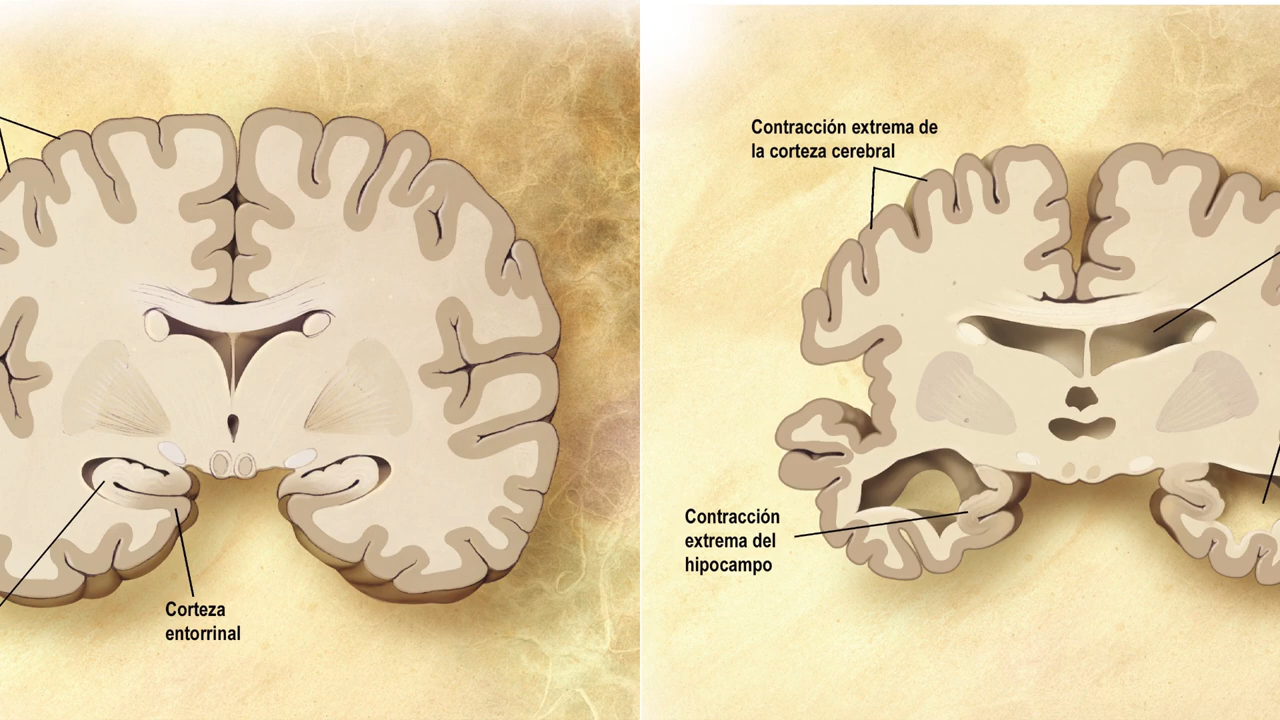 Corteza
entorrinal
Contracción extrema de
la corteza cerebral
Contracción
extrema del
hipocampo